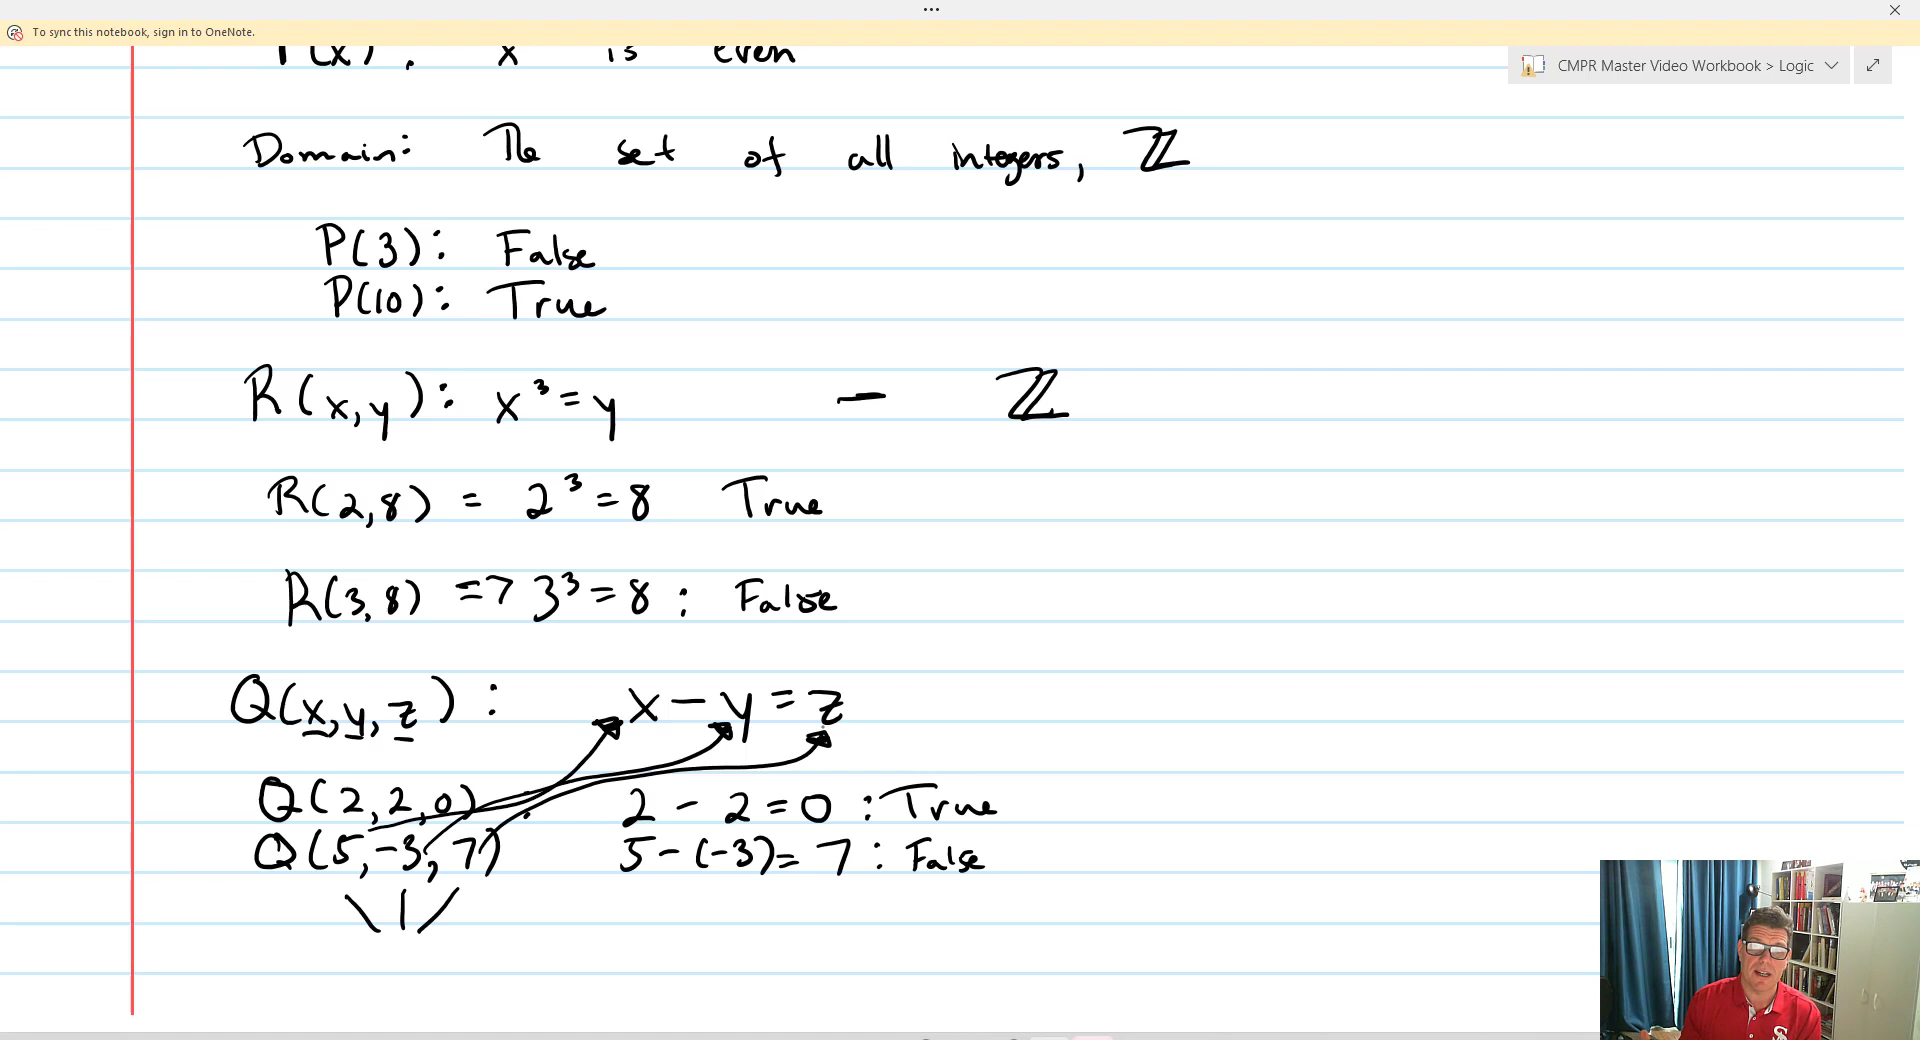 To sync this notebook, sign in to OneNote.
CMPR Master Video Workbook > Logic
P(x): x is even
Domain: The set of all integers, ℤ
P(3): False
P(10): True
R(x,y): x³=y — ℤ
R(2,8) = 2³=8 True
R(3,8) => 3³=8 : False
Q(x,y,z): x-y=z
Q(2,2,0) : 2-2=0 : True
Q(5,-3,7) 5-(-3)=7 : False